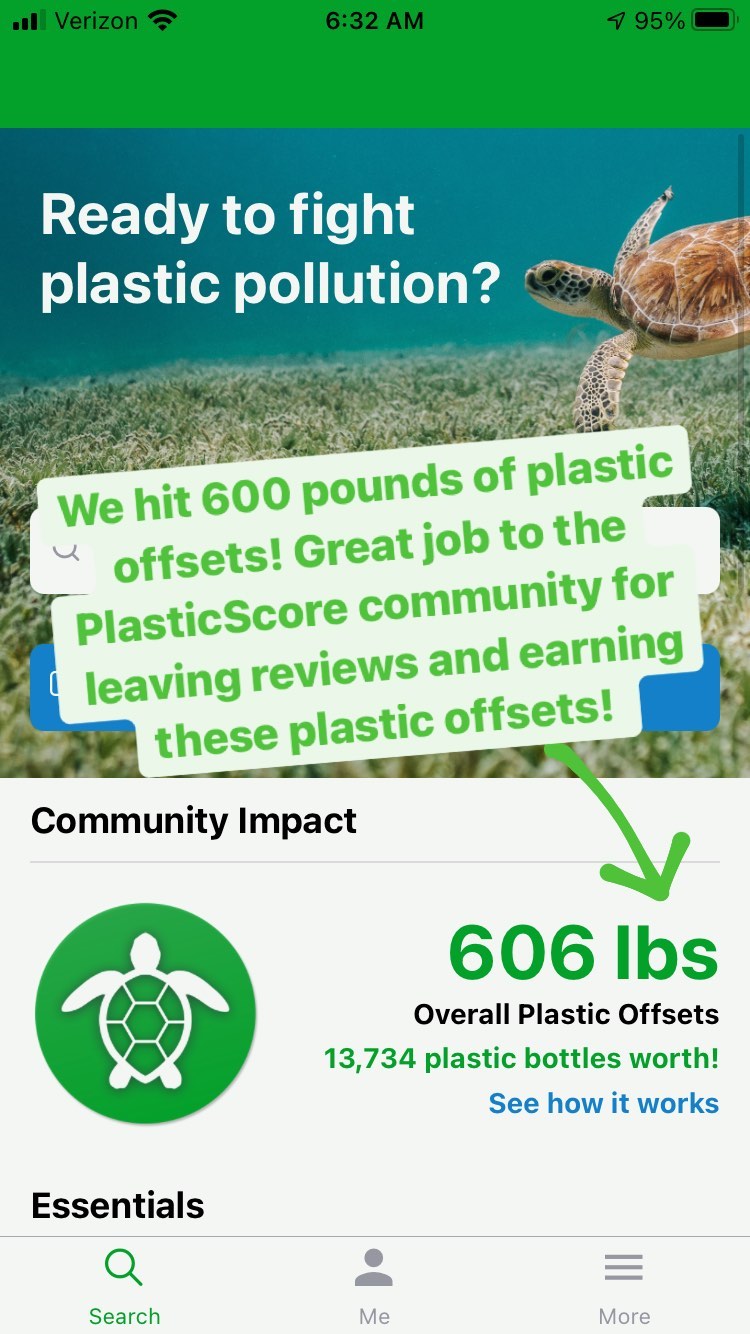 Verizon 6:32 AM 95%
Ready to fight
plastic pollution?
We hit 600 pounds of plastic
offsets! Great job to the
PlasticScore community for
leaving reviews and earning
these plastic offsets!
Community Impact
606 lbs
Overall Plastic Offsets
13,734 plastic bottles worth!
See how it works
Essentials
Search Me More